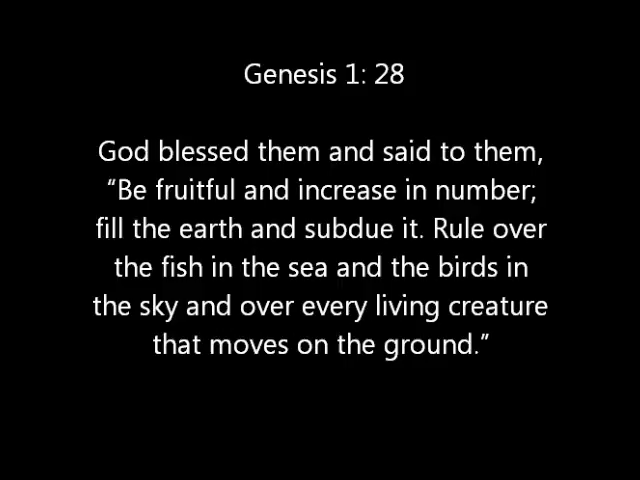 Genesis 1: 28
God blessed them and said to them,
“Be fruitful and increase in number;
fill the earth and subdue it. Rule over
the fish in the sea and the birds in
the sky and over every living creature
that moves on the ground.”